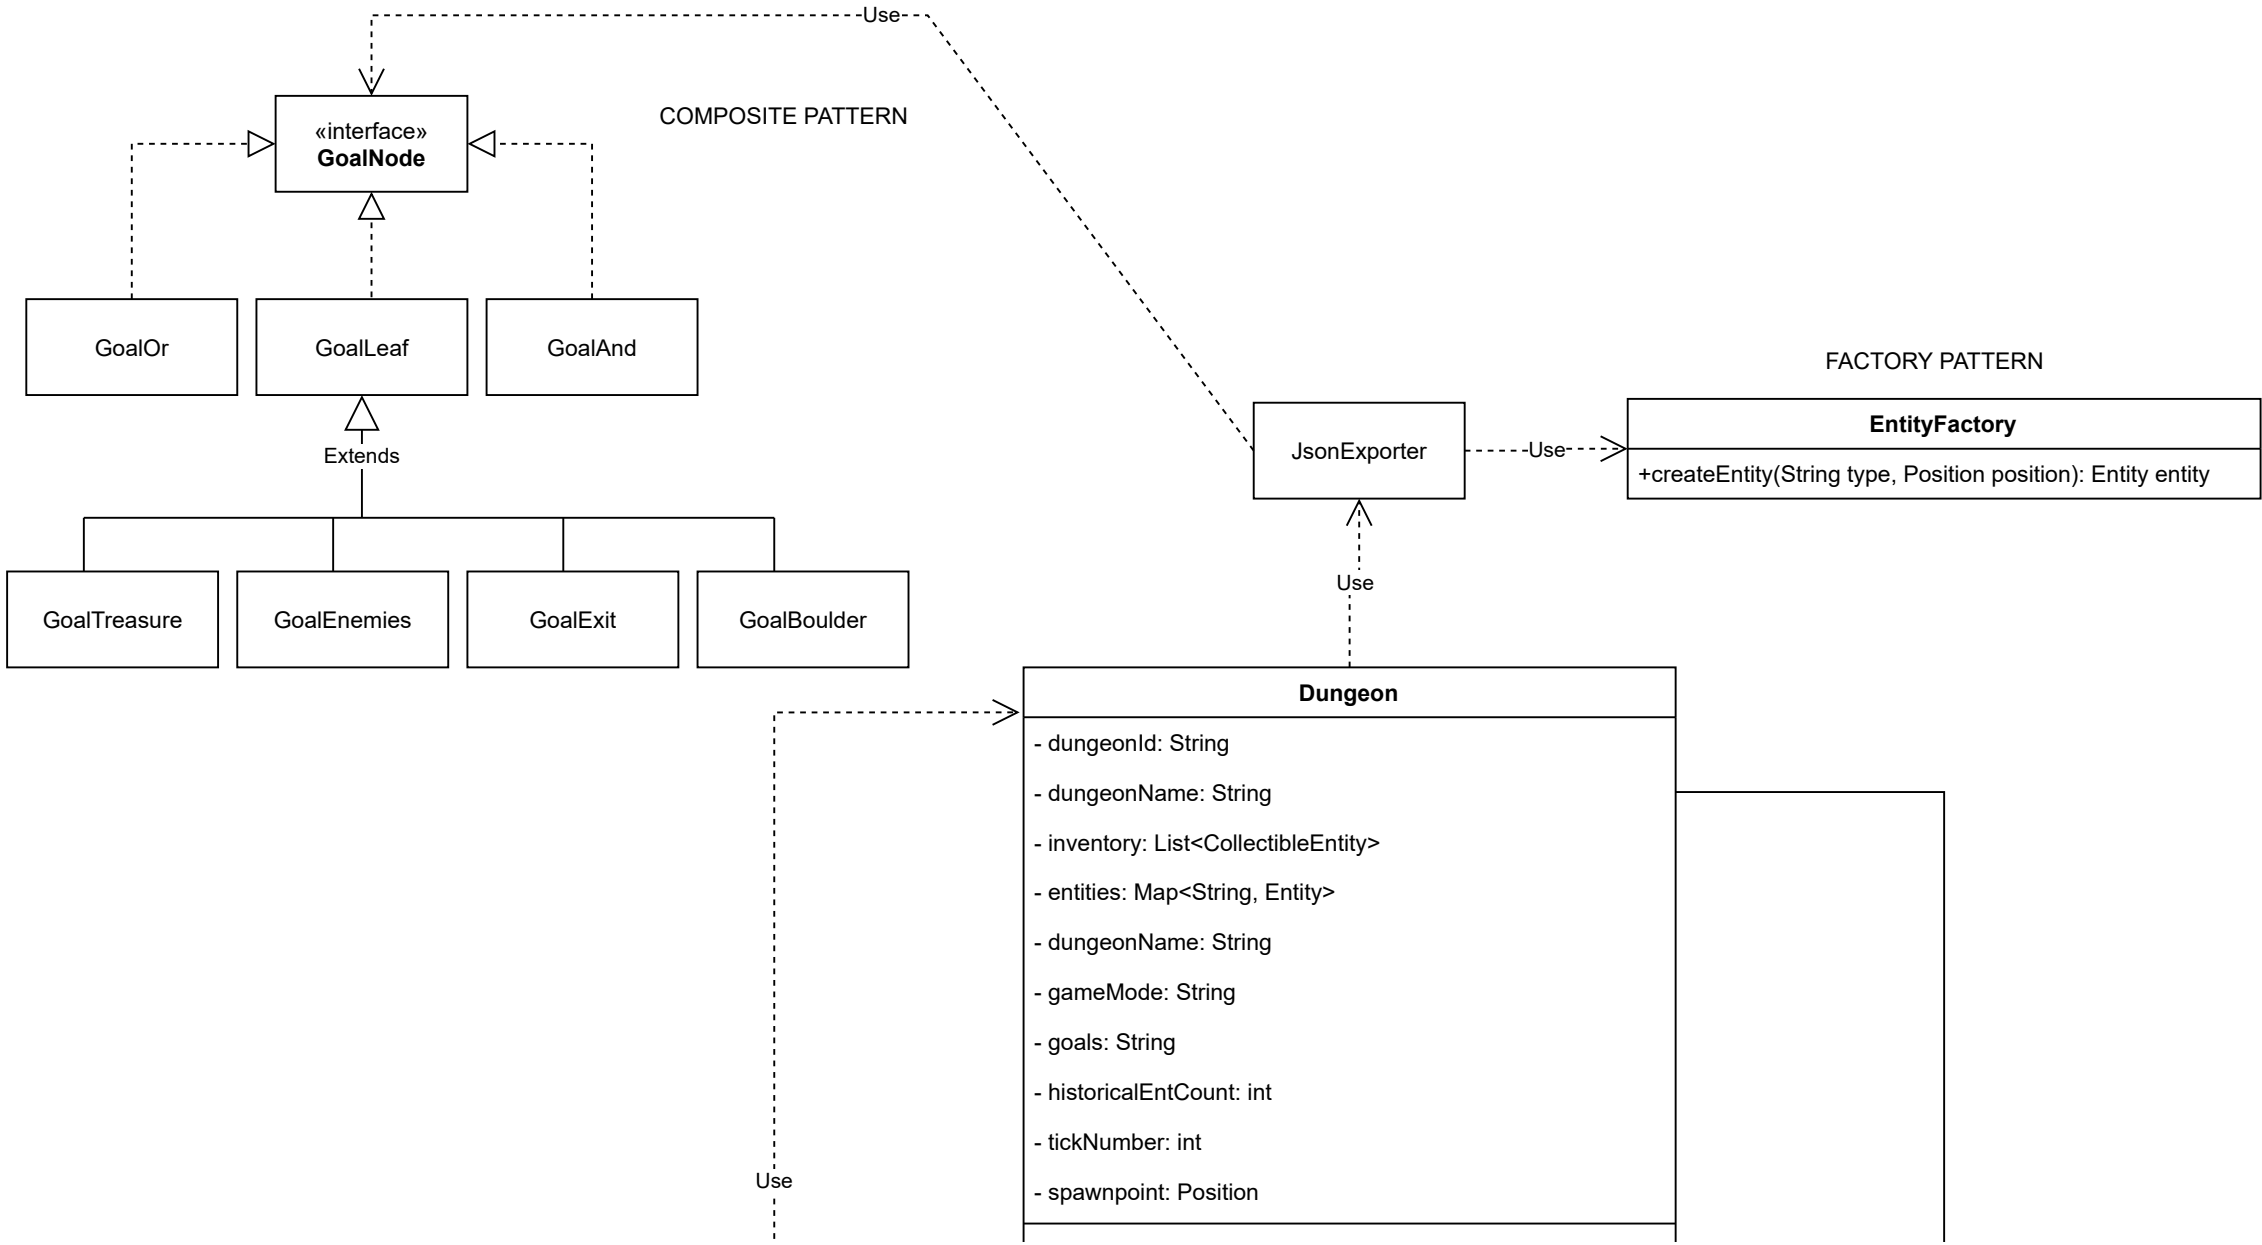 Use
COMPOSITE PATTERN
«interface»
GoalNode
GoalOr
GoalLeaf
GoalAnd
Extends
GoalTreasure
GoalEnemies
GoalExit
GoalBoulder
JsonExporter
Use
FACTORY PATTERN
EntityFactory
+createEntity(String type, Position position): Entity entity
Use
Dungeon
- dungeonId: String
- dungeonName: String
- inventory: List<CollectibleEntity>
- entities: Map<String, Entity>
- dungeonName: String
- gameMode: String
- goals: String
- historicalEntCount: int
- tickNumber: int
- spawnpoint: Position
Use